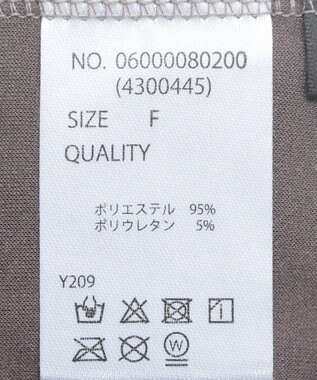 NO. 06000080200
(4300445)
SIZE F
QUALITY
ポリエステル 95%
ポリウレタン 5%
Y209
W